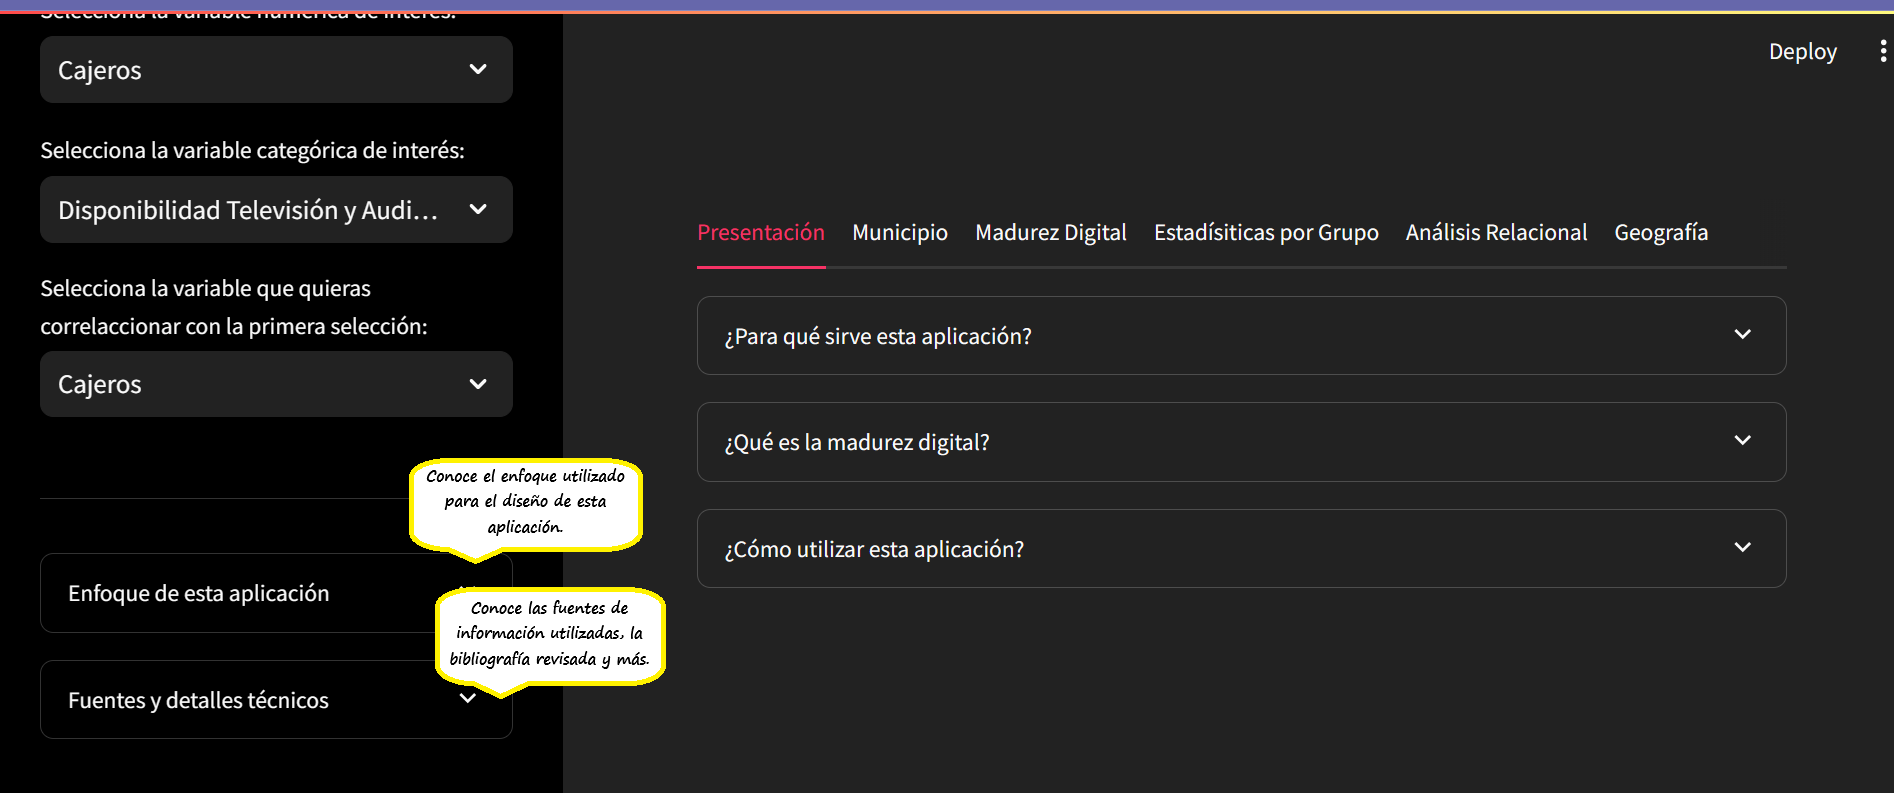 Selecciona la variable numérica de interés:
Cajeros
Selecciona la variable categórica de interés:
Disponibilidad Televisión y Audi...
Selecciona la variable que quieras
correlaccionar con la primera selección:
Cajeros
Conoce el enfoque utilizado
para el diseño de esta
aplicación.
Enfoque de esta aplicación
Conoce las fuentes de
información utilizadas, la
bibliografía revisada y más.
Fuentes y detalles técnicos
Deploy
Presentación Municipio Madurez Digital Estadísiticas por Grupo Análisis Relacional Geografía
¿Para qué sirve esta aplicación?
¿Qué es la madurez digital?
¿Cómo utilizar esta aplicación?